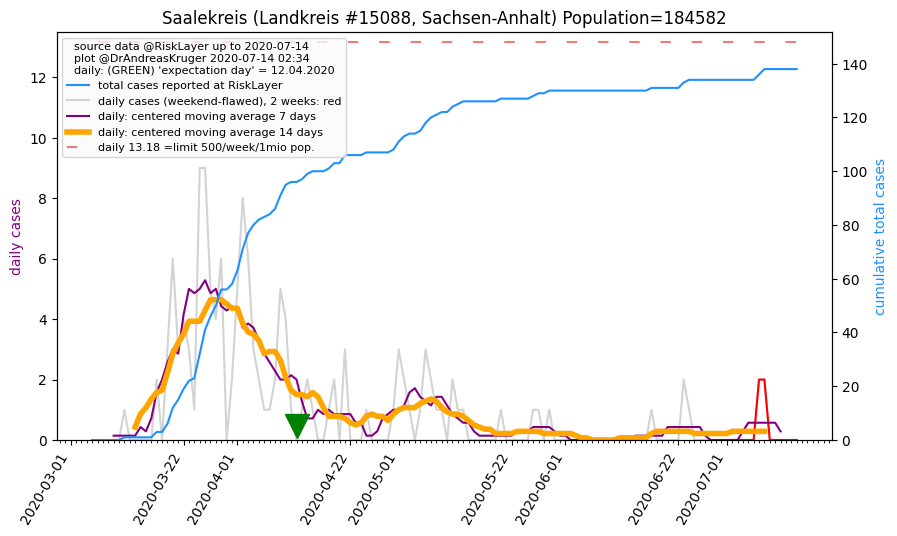 Saalekreis (Landkreis #15088, Sachsen-Anhalt) Population=184582
source data @RiskLayer up to 2020-07-14
plot @DrAndreasKruger 2020-07-14 02:34
daily: (GREEN) 'expectation day' = 12.04.2020
total cases reported at RiskLayer
daily cases (weekend-flawed), 2 weeks: red
daily: centered moving average 7 days
daily: centered moving average 14 days
daily 13.18 =limit 500/week/1mio pop.
daily cases
12
10
8
6
4
2
0
140
120
100
80
60
40
20
0
cumulative total cases
2020-03-01
2020-03-22
2020-04-01
2020-04-22
2020-05-01
2020-05-22
2020-06-01
2020-06-22
2020-07-01